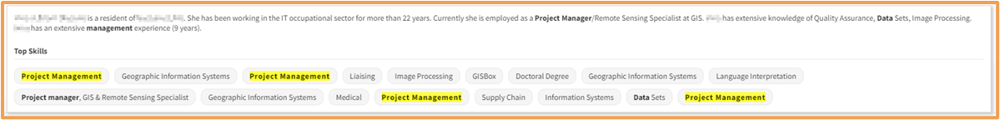 is a resident of . She has been working in the IT occupational sector for more than 22 years. Currently she is employed as a Project Manager/Remote Sensing Specialist at GIS. has extensive knowledge of Quality Assurance, Data Sets, Image Processing.
has an extensive management experience (9 years).
Top Skills
Project Management Geographic Information Systems Project Management Liaising Image Processing GISBox Doctoral Degree Geographic Information Systems Language Interpretation
Project manager, GIS & Remote Sensing Specialist Geographic Information Systems Medical Project Management Supply Chain Information Systems Data Sets Project Management